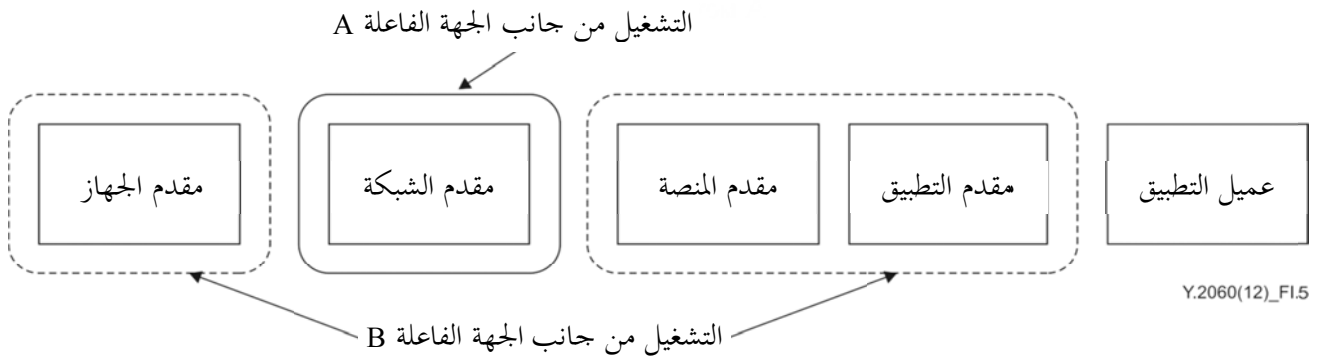 التشغيل من جانب الجهة الفاعلة A
عميل التطبيق
مقدم التطبيق
مقدم المنصة
مقدم الشبكة
مقدم الجهاز
Y.2060(12)_FI.5
التشغيل من جانب الجهة الفاعلة B